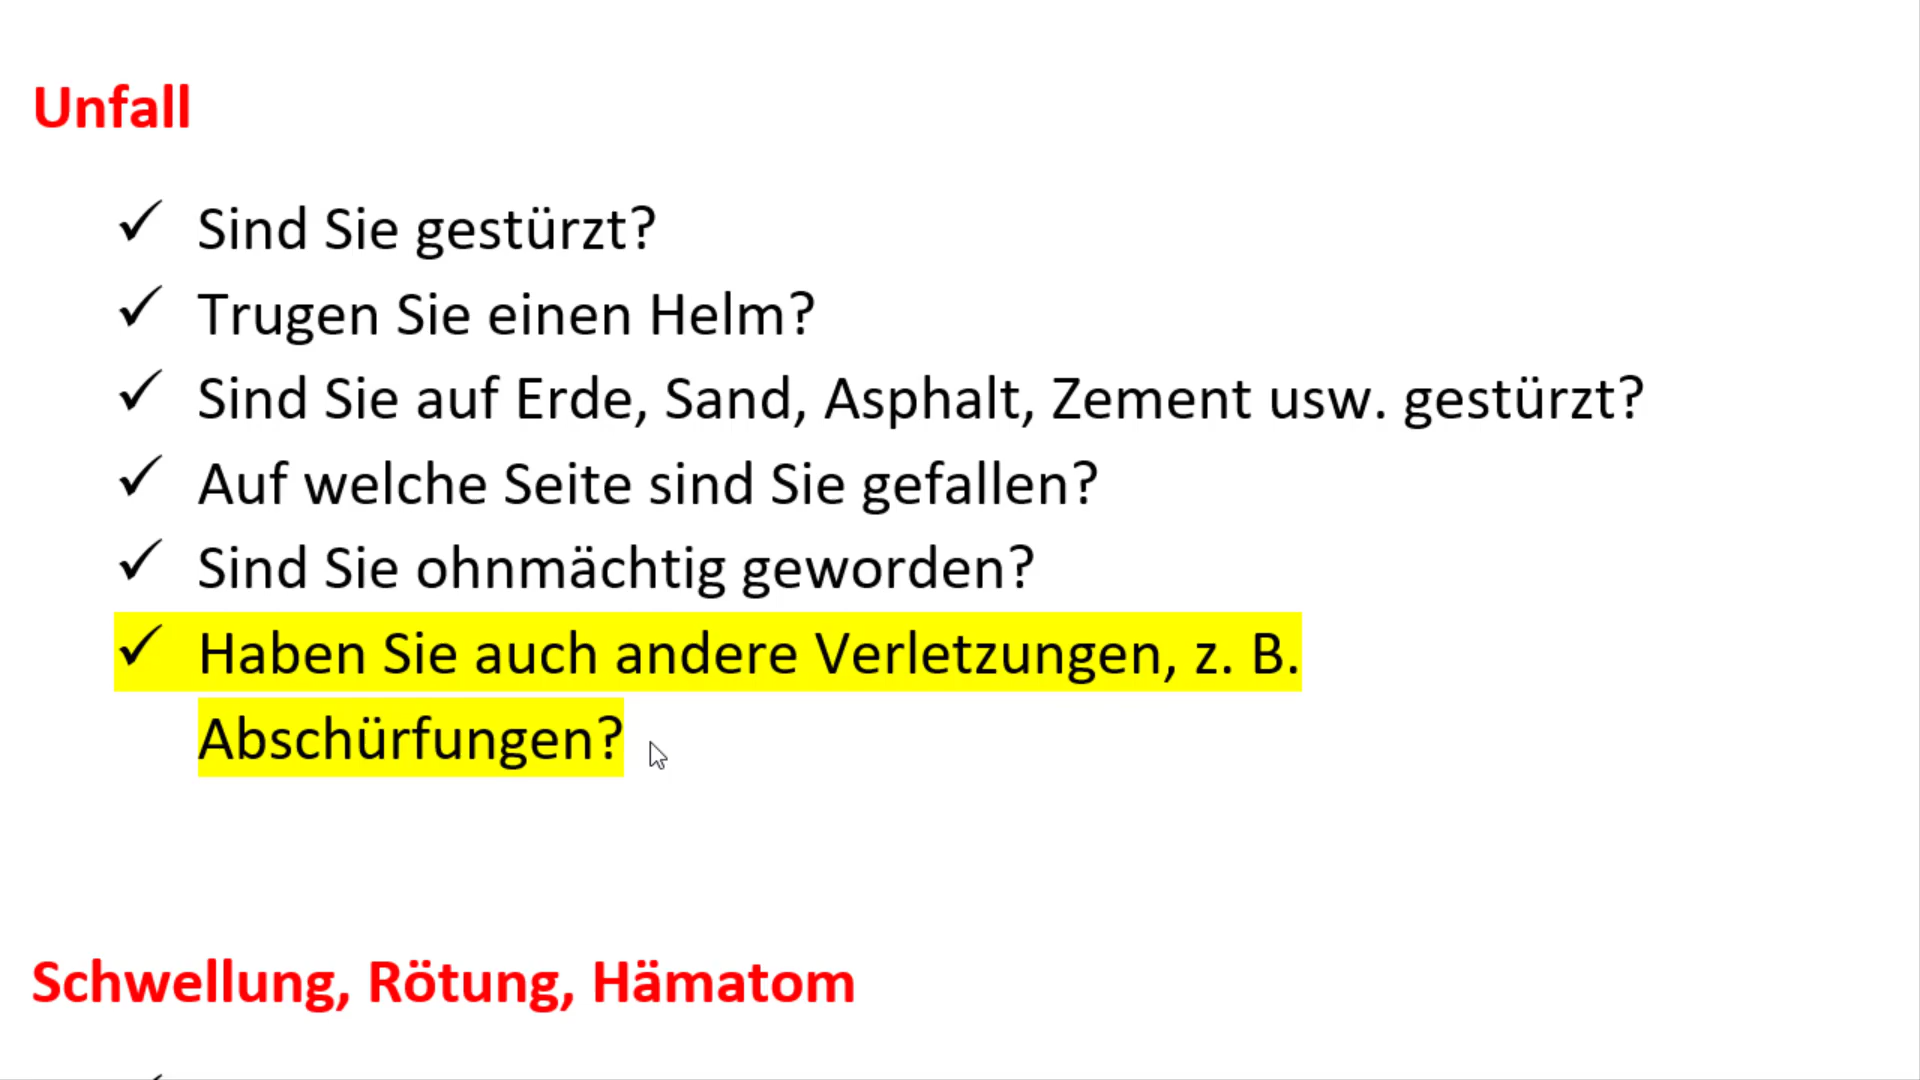 Unfall
✓ Sind Sie gestürzt?
✓ Trugen Sie einen Helm?
✓ Sind Sie auf Erde, Sand, Asphalt, Zement usw. gestürzt?
✓ Auf welche Seite sind Sie gefallen?
✓ Sind Sie ohnmächtig geworden?
✓ Haben Sie auch andere Verletzungen, z. B.
Abschürfungen?
Schwellung, Rötung, Hämatom